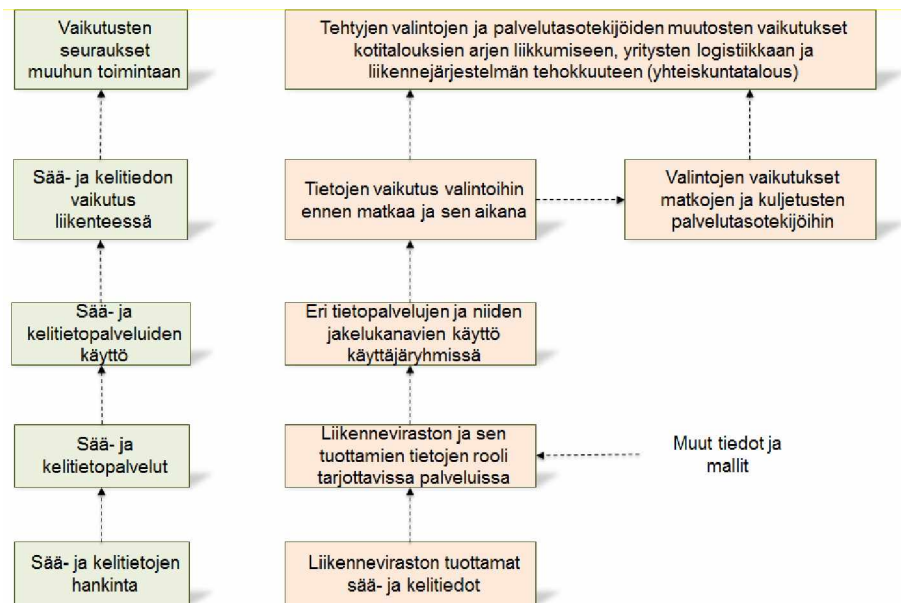 Vaikutusten
seuraukset
muuhun toimintaan
Tehtyjen valintojen ja palvelutasotekijöiden muutosten vaikutukset
kotitalouksien arjen liikkumiseen, yritysten logistiikkaan ja
liikennejärjestelmän tehokkuuteen (yhteiskuntatalous)
Sää- ja kelitiedon
vaikutus
liikenteessä
Tietojen vaikutus valintoihin
ennen matkaa ja sen aikana
Valintojen vaikutukset
matkojen ja kuljetusten
palvelutasotekijöihin
Sää- ja
kelitietopalveluiden
käyttö
Eri tietopalvelujen ja niiden
jakelukanavien käyttö
käyttäjäryhmissä
Sää- ja
kelitietopalvelut
Liikenneviraston ja sen
tuottamien tietojen rooli
tarjottavissa palveluissa
Muut tiedot ja
mallit
Sää- ja kelitietojen
hankinta
Liikenneviraston tuottamat
sää- ja kelitiedot